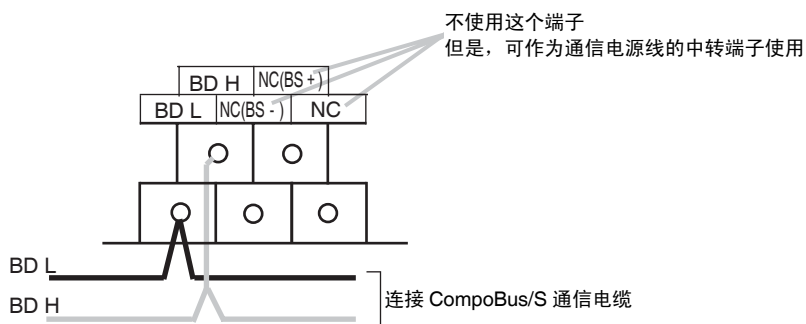 不使用这个端子
但是，可作为通信电源线的中转端子使用
BD H NC(BS +)
BD L NC(BS - ) NC
BD L
BD H
连接 CompoBus/S 通信电缆